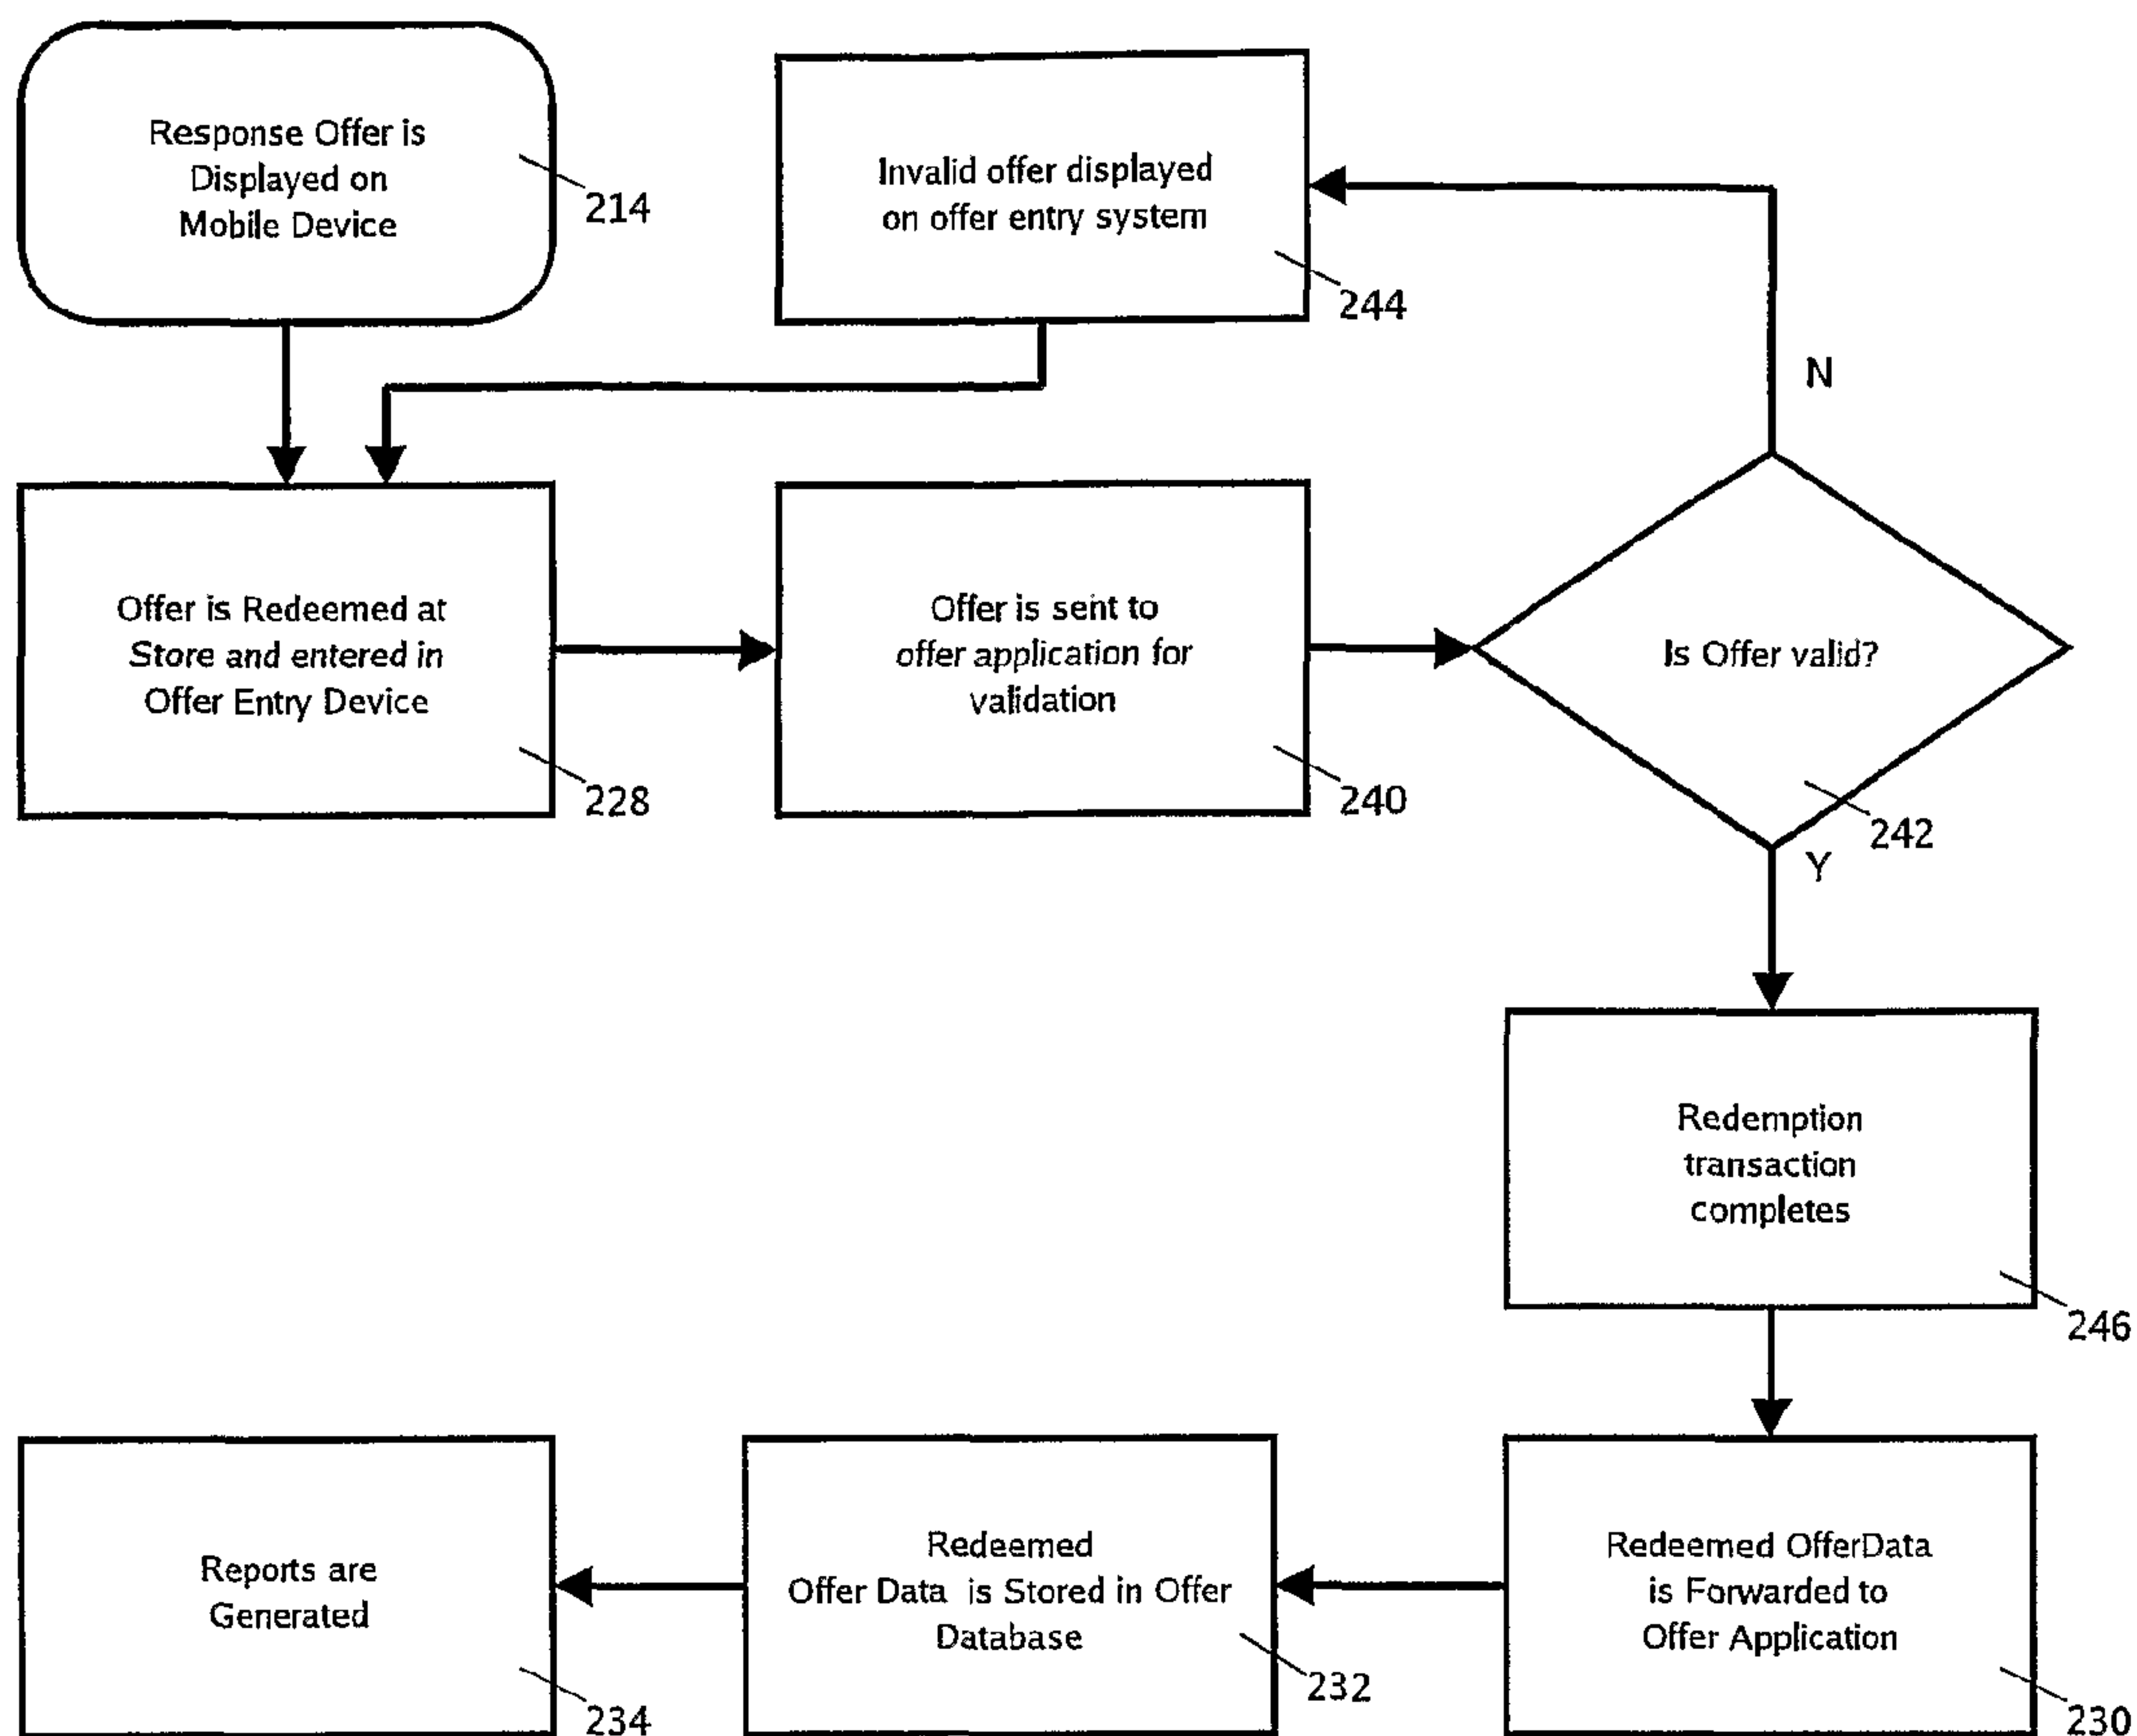 Response Offer is
Displayed on
Mobile Device
214
Invalid offer displayed
on offer entry system
244
N
Offer is Redeemed at
Store and entered in
Offer Entry Device
228
Offer is sent to
offer application for
validation
240
Is Offer valid?
242
Y
Redemption
transaction
completes
246
Reports are
Generated
234
Redeemed
Offer Data is Stored in Offer
Database
232
Redeemed OfferData
is Forwarded to
Offer Application
230